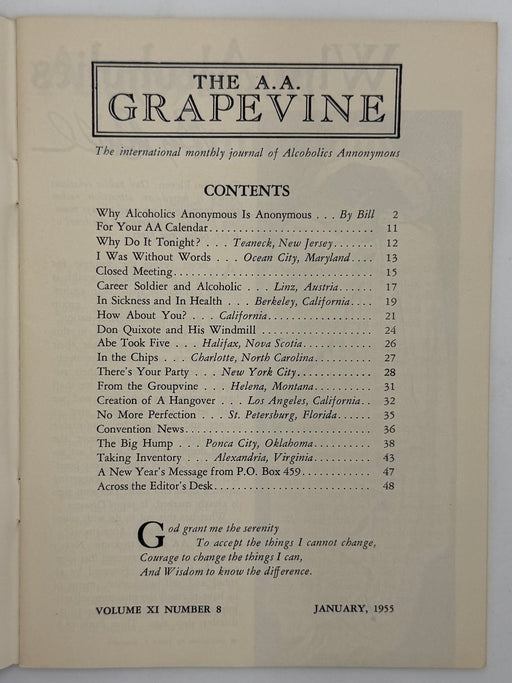 THE A.A.
GRAPEVINE
The international monthly journal of Alcoholics Annonymous
CONTENTS
Why Alcoholics Anonymous Is Anonymous . . . By Bill 2
For Your AA Calendar 11
Why Do It Tonight? . . . Teaneck, New Jersey 12
I Was Without Words . . . Ocean City, Maryland 13
Closed Meeting 15
Career Soldier and Alcoholic . . . Linz, Austria 17
In Sickness and In Health . . . Berkeley, California 19
How About You? . . . California 21
Don Quixote and His Windmill 24
Abe Took Five . . . Halifax, Nova Scotia 26
In the Chips . . . Charlotte, North Carolina 27
There's Your Party . . . New York City 28
From the Groupvine . . . Helena, Montana 31
Creation of A Hangover . . . Los Angeles, California 32
No More Perfection . . . St. Petersburg, Florida 35
Convention News 36
The Big Hump . . . Ponca City, Oklahoma 38
Taking Inventory . . . Alexandria, Virginia 43
A New Year's Message from P.O. Box 459 47
Across the Editor's Desk 48
God grant me the serenity
To accept the things I cannot change,
Courage to change the things I can,
And Wisdom to know the difference.
VOLUME XI NUMBER 8 JANUARY, 1955